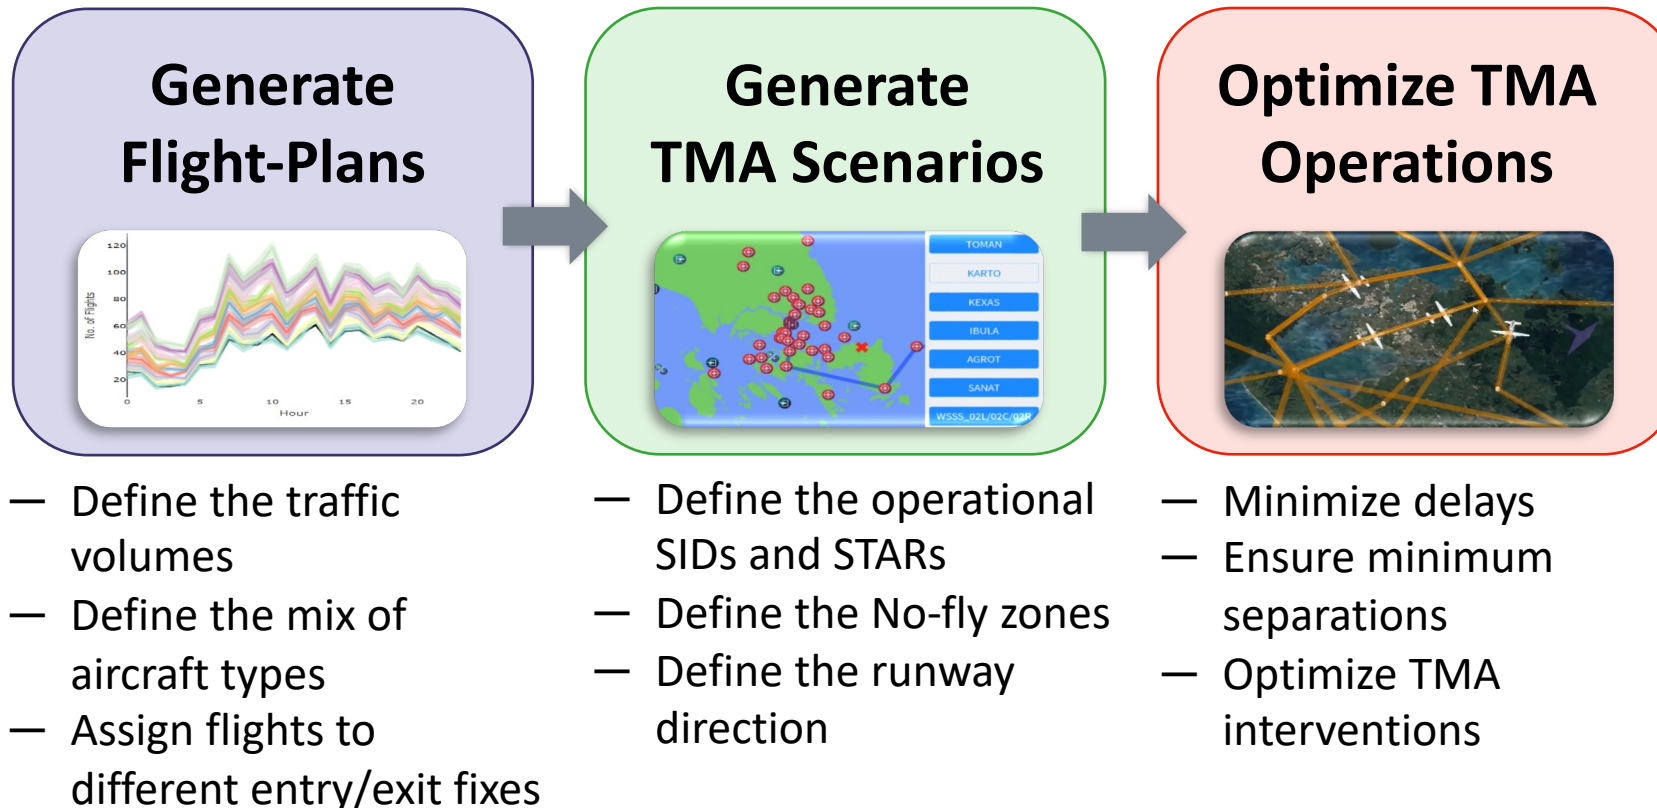 Generate
Flight-Plans
120
100
80
60
40
20
No. of Flights
0 5 10 15 20
Hour
— Define the traffic
volumes
— Define the mix of
aircraft types
— Assign flights to
different entry/exit fixes
Generate
TMA Scenarios
TOMAN
KARTO
KEXAS
IBULA
AGROT
SANAT
WSSS_02L/02C/02R
— Define the operational
SIDs and STARs
— Define the No-fly zones
— Define the runway
direction
Optimize TMA
Operations
— Minimize delays
— Ensure minimum
separations
— Optimize TMA
interventions